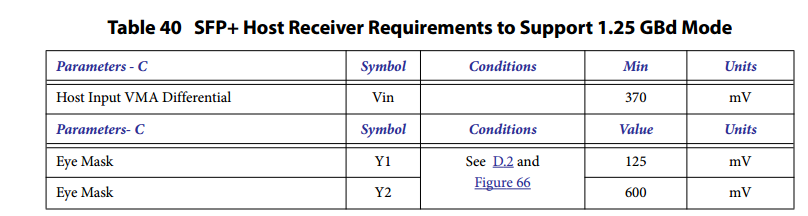 Table 40 SFP+ Host Receiver Requirements to Support 1.25 GBd Mode
Parameters - C Symbol Conditions Min Units
Host Input VMA Differential Vin 370 mV
Parameters- C Symbol Conditions Value Units
Eye Mask Y1 See D.2 and 125 mV
Figure 66
Eye Mask Y2 600 mV